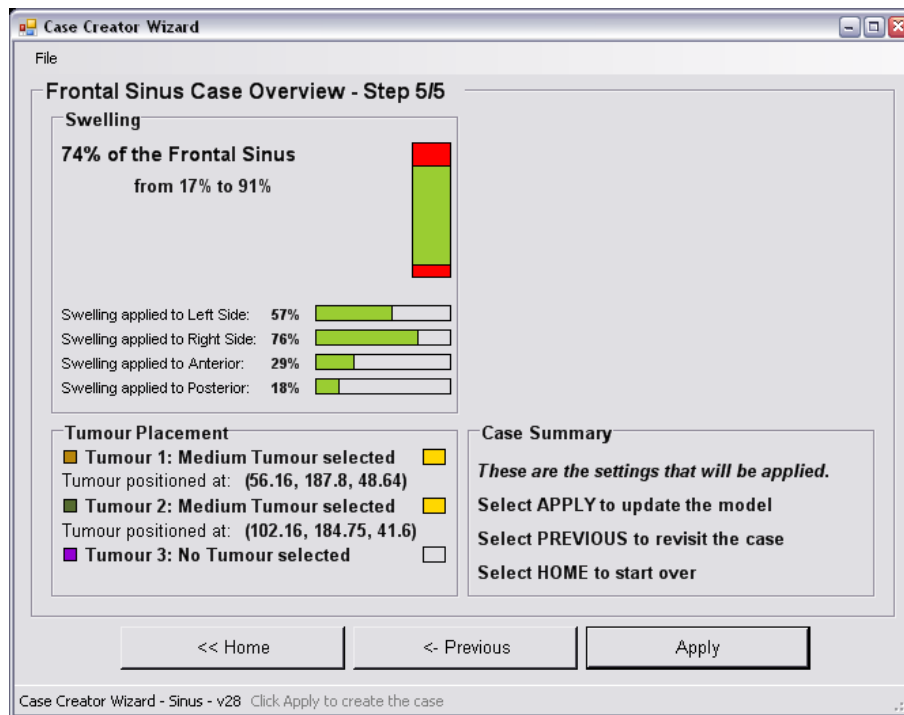 Case Creator Wizard
File
Frontal Sinus Case Overview - Step 5/5
Swelling
74% of the Frontal Sinus
from 17% to 91%
Swelling applied to Left Side: 57%
Swelling applied to Right Side: 76%
Swelling applied to Anterior: 29%
Swelling applied to Posterior: 18%
Tumour Placement
Tumour 1: Medium Tumour selected
Tumour positioned at: (56.16, 187.8, 48.64)
Tumour 2: Medium Tumour selected
Tumour positioned at: (102.16, 184.75, 41.6)
Tumour 3: No Tumour selected
Case Summary
These are the settings that will be applied.
Select APPLY to update the model
Select PREVIOUS to revisit the case
Select HOME to start over
<< Home
<- Previous
Apply
Case Creator Wizard - Sinus - v28 Click Apply to create the case